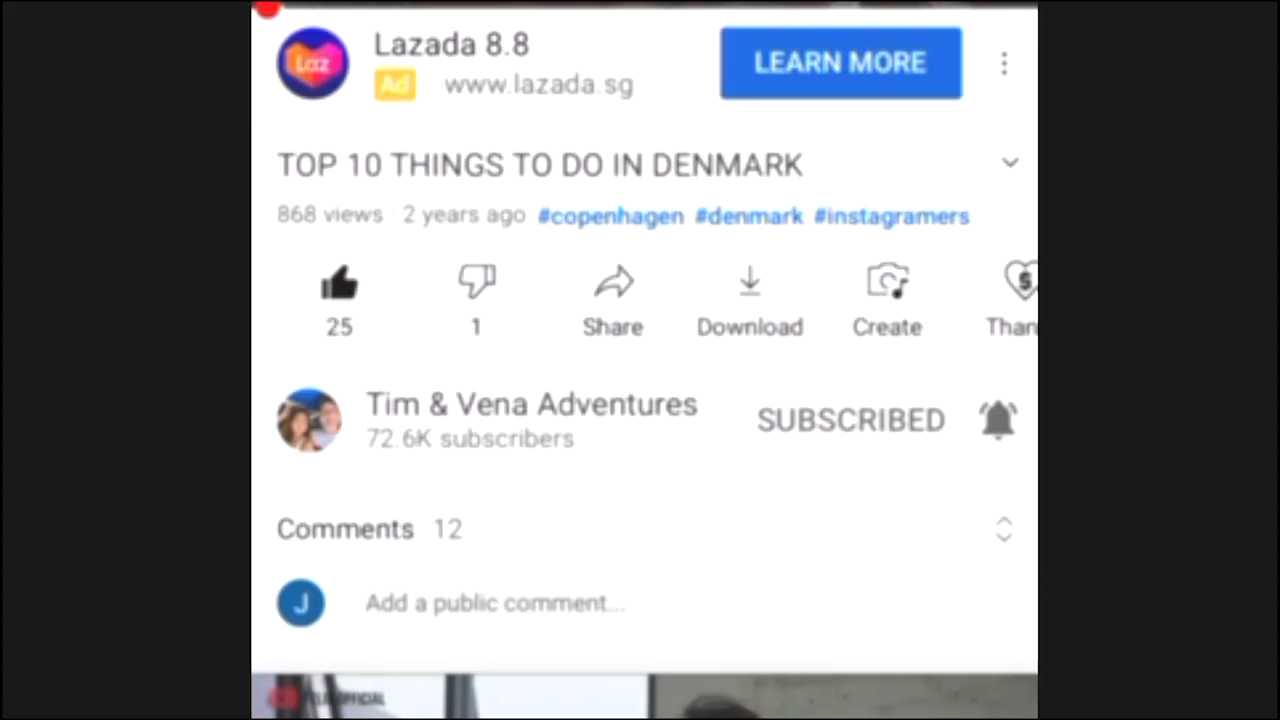 Laz
Lazada 8.8
Ad www.lazada.sg
LEARN MORE
TOP 10 THINGS TO DO IN DENMARK
868 views · 2 years ago #copenhagen #denmark #instagramers
25 1 Share Download Create Than
Tim & Vena Adventures
72.6K subscribers
SUBSCRIBED
Comments 12
J Add a public comment...
OFFICIAL